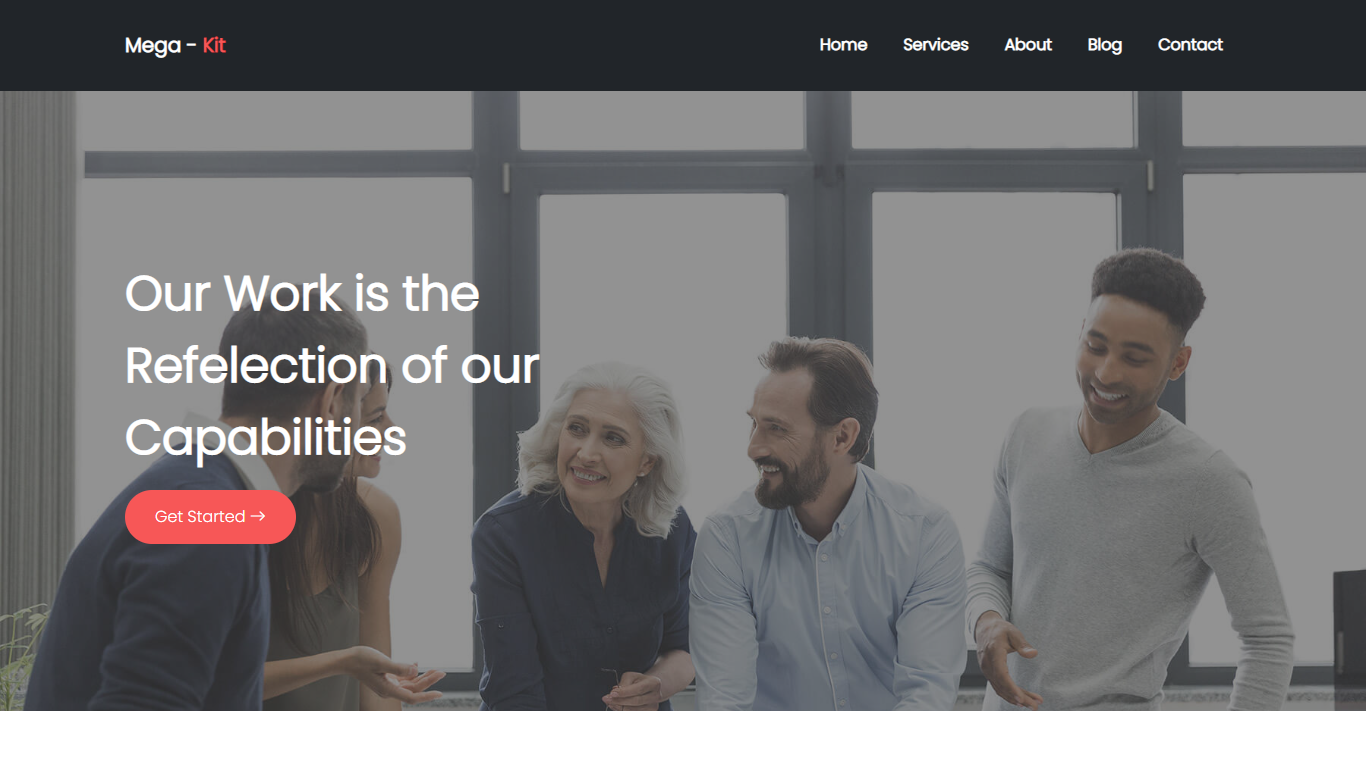 Mega - Kit
Home Services About Blog Contact
Our Work is the
Refelection of our
Capabilities
Get Started →